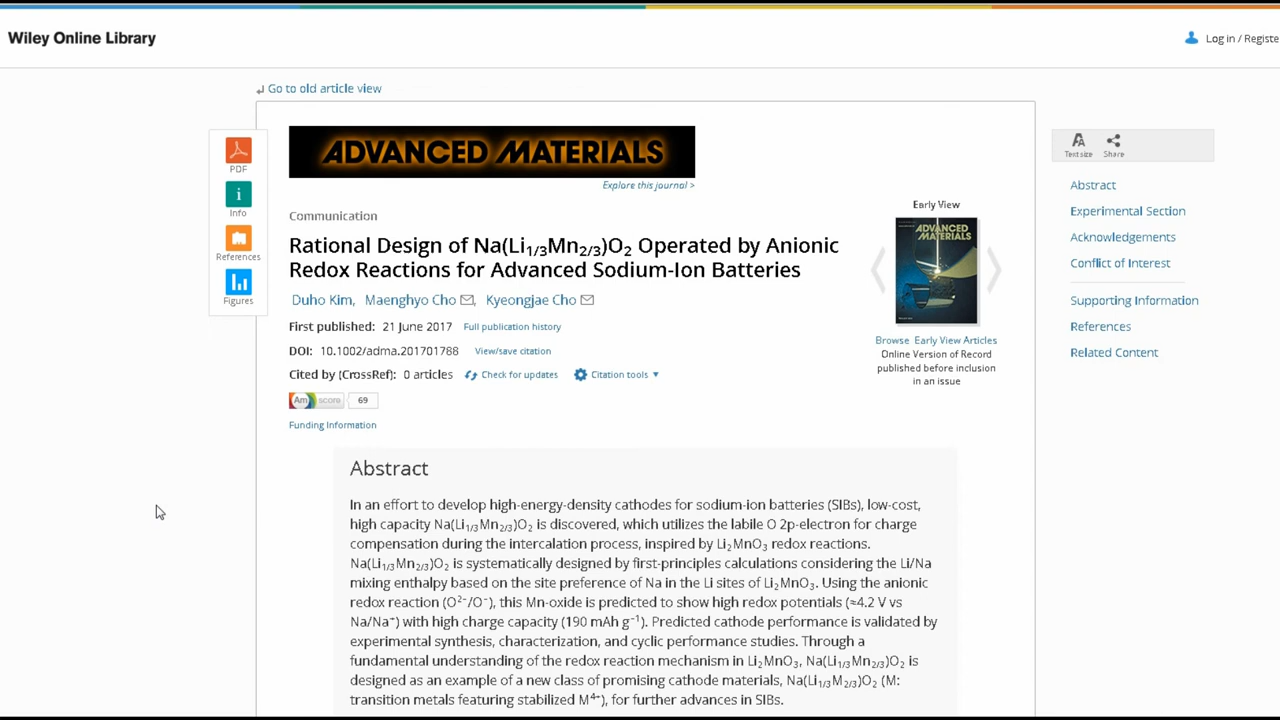 Wiley Online Library
Log in / Registe
Go to old article view
ADVANCED MATERIALS
Explore this journal >
PDF
Info
References
Figures
Communication
Rational Design of Na(Li1/3Mn2/3)O2 Operated by Anionic
Redox Reactions for Advanced Sodium-Ion Batteries
Duho Kim, Maenghyo Cho, Kyeongjae Cho
First published: 21 June 2017 Full publication history
DOI: 10.1002/adma.201701788 View/save citation
Cited by (CrossRef): 0 articles Check for updates Citation tools
Am score 69
Funding Information
Early View
ADVANCED MATERIALS
Browse Early View Articles
Online Version of Record
published before inclusion
in an issue
Text size Share
Abstract
Experimental Section
Acknowledgements
Conflict of Interest
Supporting Information
References
Related Content
Abstract
In an effort to develop high-energy-density cathodes for sodium-ion batteries (SIBs), low-cost,
high capacity Na(Li1/3Mn2/3)O2 is discovered, which utilizes the labile O 2p-electron for charge
compensation during the intercalation process, inspired by Li2MnO3 redox reactions.
Na(Li1/3Mn2/3)O2 is systematically designed by first-principles calculations considering the Li/Na
mixing enthalpy based on the site preference of Na in the Li sites of Li2MnO3. Using the anionic
redox reaction (O2−/O−), this Mn-oxide is predicted to show high redox potentials (≈4.2 V vs
Na/Na+) with high charge capacity (190 mAh g−1). Predicted cathode performance is validated by
experimental synthesis, characterization, and cyclic performance studies. Through a
fundamental understanding of the redox reaction mechanism in Li2MnO3, Na(Li1/3Mn2/3)O2 is
designed as an example of a new class of promising cathode materials, Na(Li1/3M2/3)O2 (M:
transition metals featuring stabilized M4+), for further advances in SIBs.